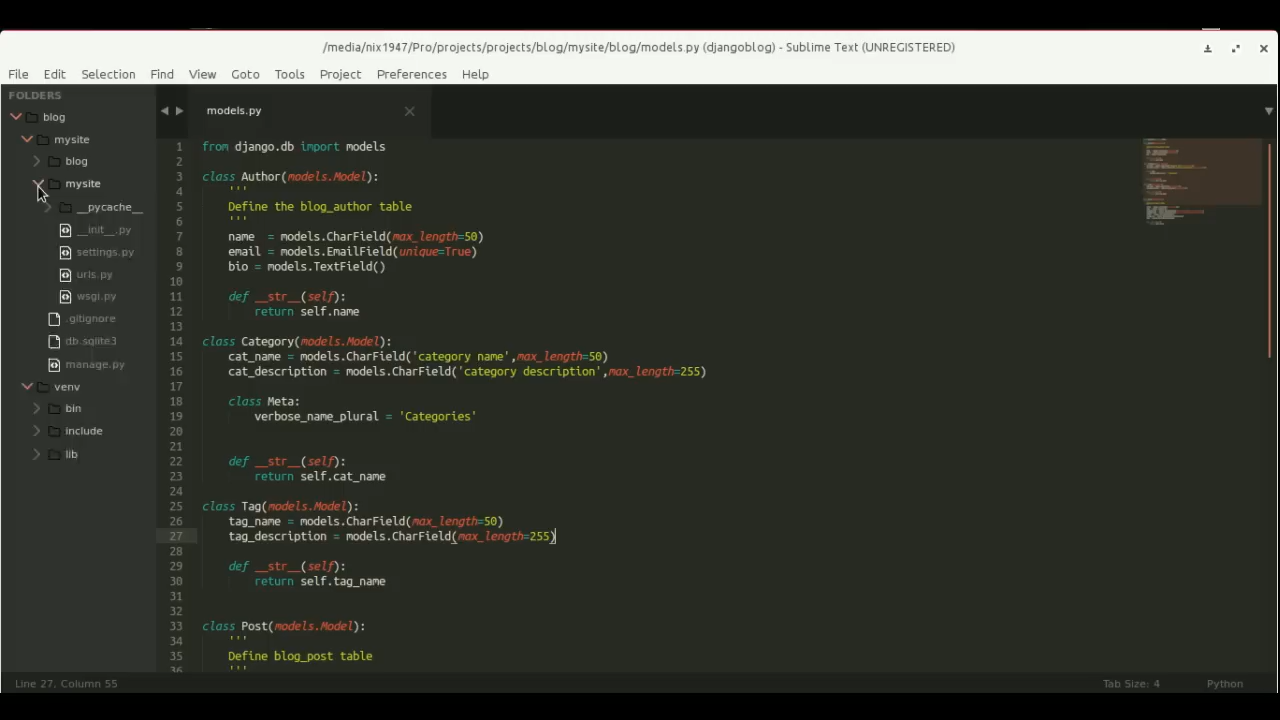 /media/nix1947/Pro/projects/projects/blog/mysite/blog/models.py (djangoblog) - Sublime Text (UNREGISTERED)
File Edit Selection Find View Goto Tools Project Preferences Help
FOLDERS
blog
mysite
blog
mysite
__pycache__
__init__.py
settings.py
urls.py
wsgi.py
.gitignore
db.sqlite3
manage.py
venv
bin
include
lib
models.py
1 from django.db import models
2
3 class Author(models.Model):
4 '''
5 Define the blog_author table
6 '''
7 name  = models.CharField(max_length=50)
8 email = models.EmailField(unique=True)
9 bio = models.TextField()
10
11 def __str__(self):
12 return self.name
13
14 class Category(models.Model):
15 cat_name = models.CharField('category name',max_length=50)
16 cat_description = models.CharField('category description',max_length=255)
17
18 class Meta:
19 verbose_name_plural = 'Categories'
20
21
22 def __str__(self):
23 return self.cat_name
24
25 class Tag(models.Model):
26 tag_name = models.CharField(max_length=50)
27 tag_description = models.CharField(max_length=255)
28
29 def __str__(self):
30 return self.tag_name
31
32
33 class Post(models.Model):
34 '''
35 Define blog_post table
36 '''
Line 27, Column 55
Tab Size: 4
Python